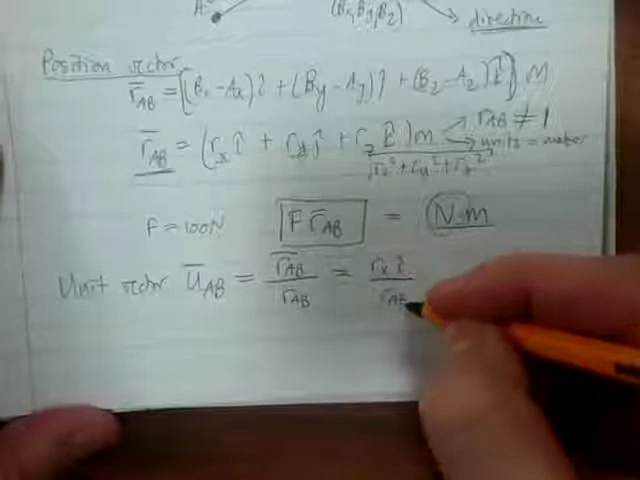 A
(Bx, By, Bz)
direction
Position vector
r̅AB = [(Bx - Ax) î + (By - Ay) ĵ + (Bz - Az) k̂] m
r̅AB = (rx î + ry ĵ + rz k̂) m → rAB ≠ 1
→ units = meter
√rx² + ry² + rz²
F = 100N F r̅AB = N·m
Unit vector u̅AB = r̅AB / rAB = rx î / rAB